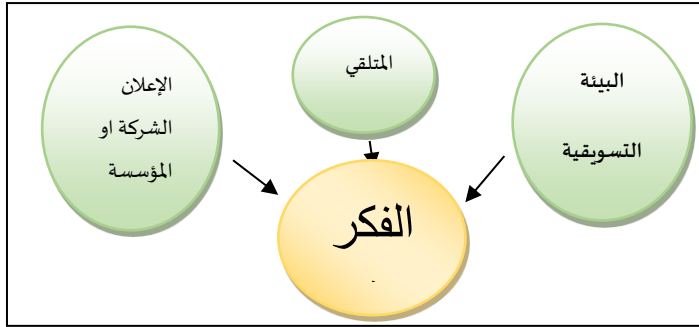 البيئة
التسويقية
المتلقي
الإعلان
الشركة او
المؤسسة
الفكر